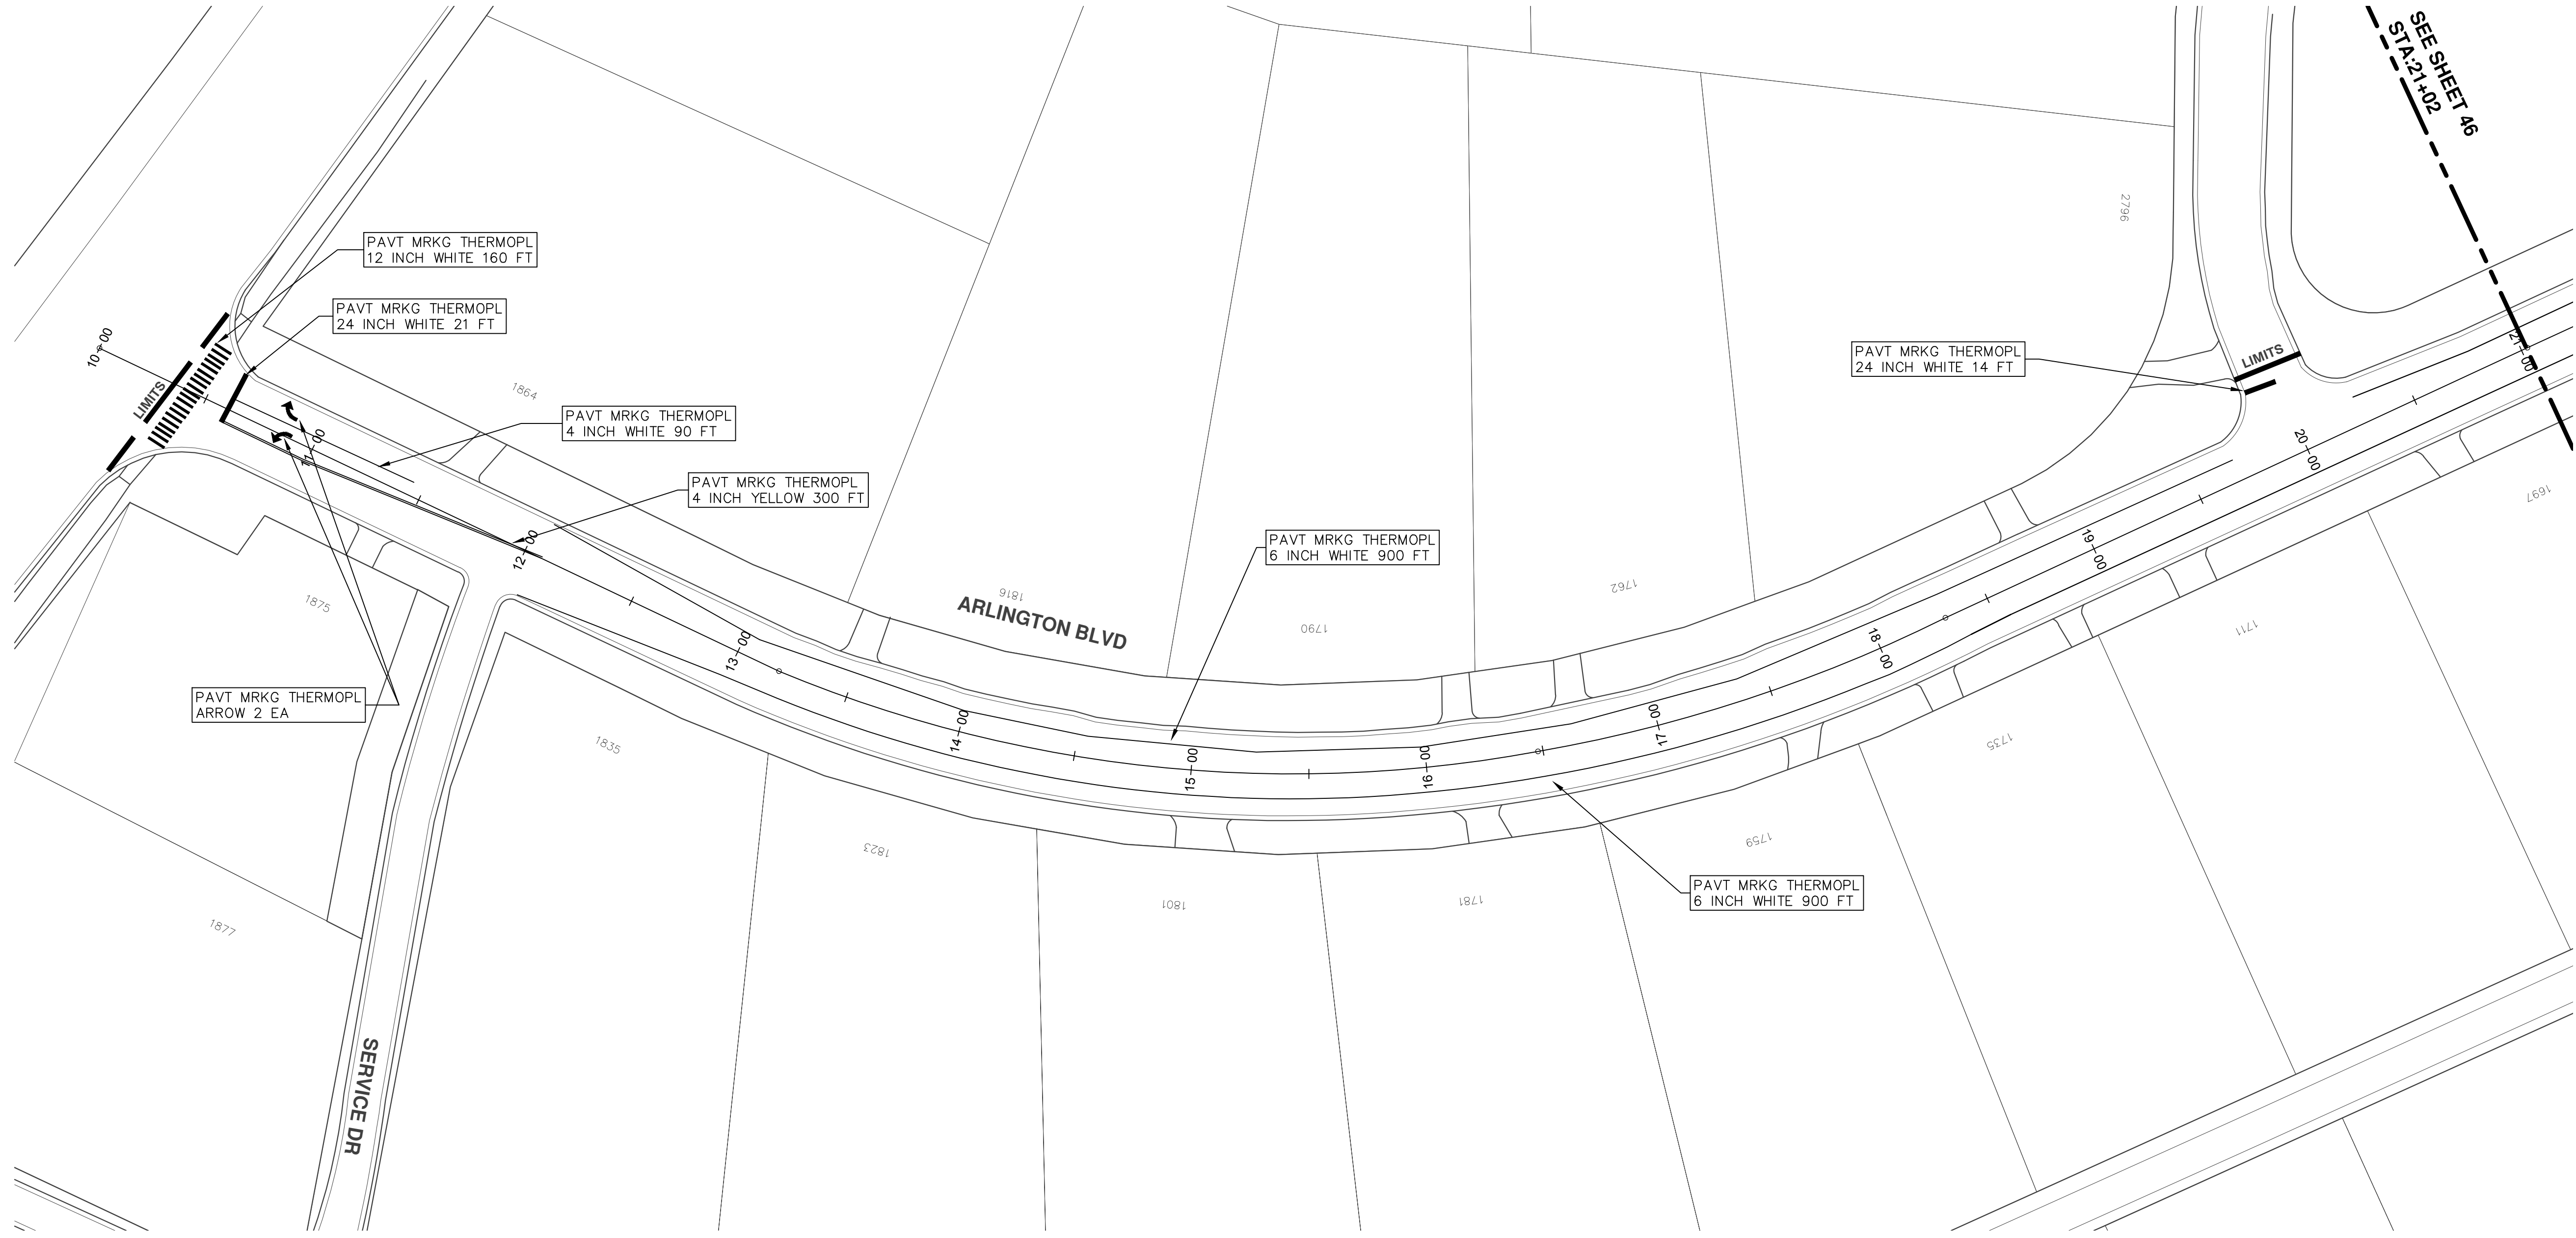 SEE SHEET 46
STA:21+02
2796
PAVT MRKG THERMOPL
12 INCH WHITE 160 FT
PAVT MRKG THERMOPL
24 INCH WHITE 21 FT
10+00
LIMITS
PAVT MRKG THERMOPL
24 INCH WHITE 14 FT
LIMITS
21+00
1864
PAVT MRKG THERMOPL
4 INCH WHITE 90 FT
11+00
20+00
PAVT MRKG THERMOPL
4 INCH YELLOW 300 FT
1697
12+00
PAVT MRKG THERMOPL
6 INCH WHITE 900 FT
19+00
1816
ARLINGTON BLVD
1762
1875
1790
1711
13+00
18+00
PAVT MRKG THERMOPL
ARROW 2 EA
14+00
17+00
1835
15+00
16+00
1735
1823
1759
PAVT MRKG THERMOPL
6 INCH WHITE 900 FT
1801
1781
1877
SERVICE DR